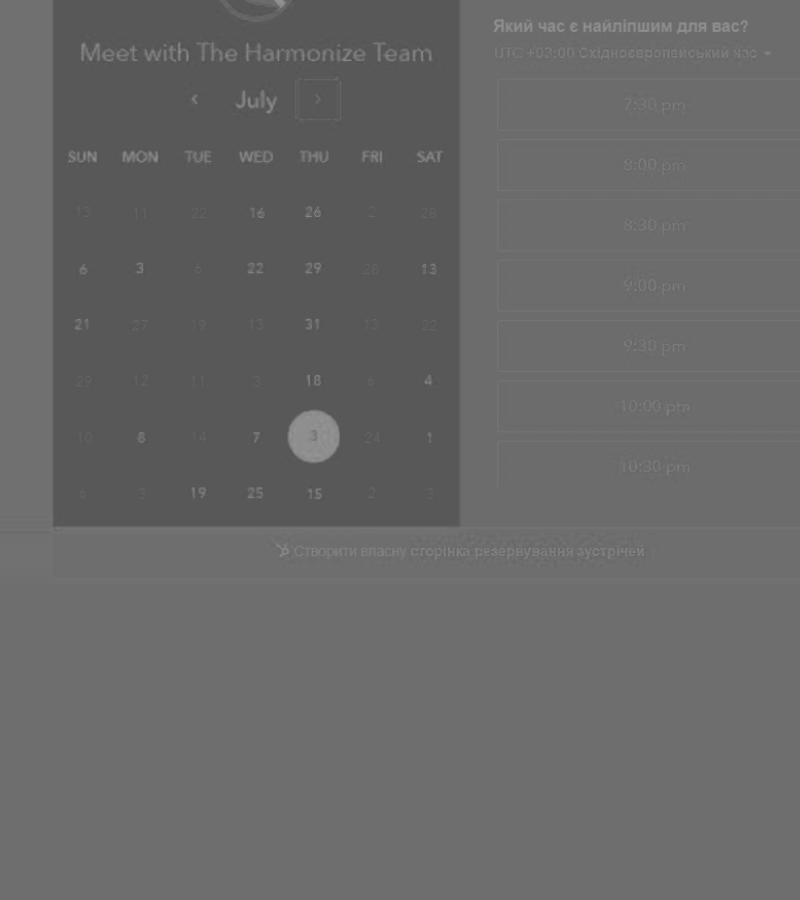 Meet with The Harmonize Team
July
SUN MON TUE WED THU FRI SAT
13 11 22 16 26 2 28
6 3 6 22 29 28 13
21 27 19 13 31 13 22
29 12 11 3 18 6 4
10 8 14 7 3 24 1
6 3 19 25 15 2 3
Який час є найліпшим для вас?
UTC +03:00 Східноєвропейський час
7:30 pm
8:00 pm
8:30 pm
9:00 pm
9:30 pm
10:00 pm
10:30 pm
Створити власну сторінка резервування зустрічей